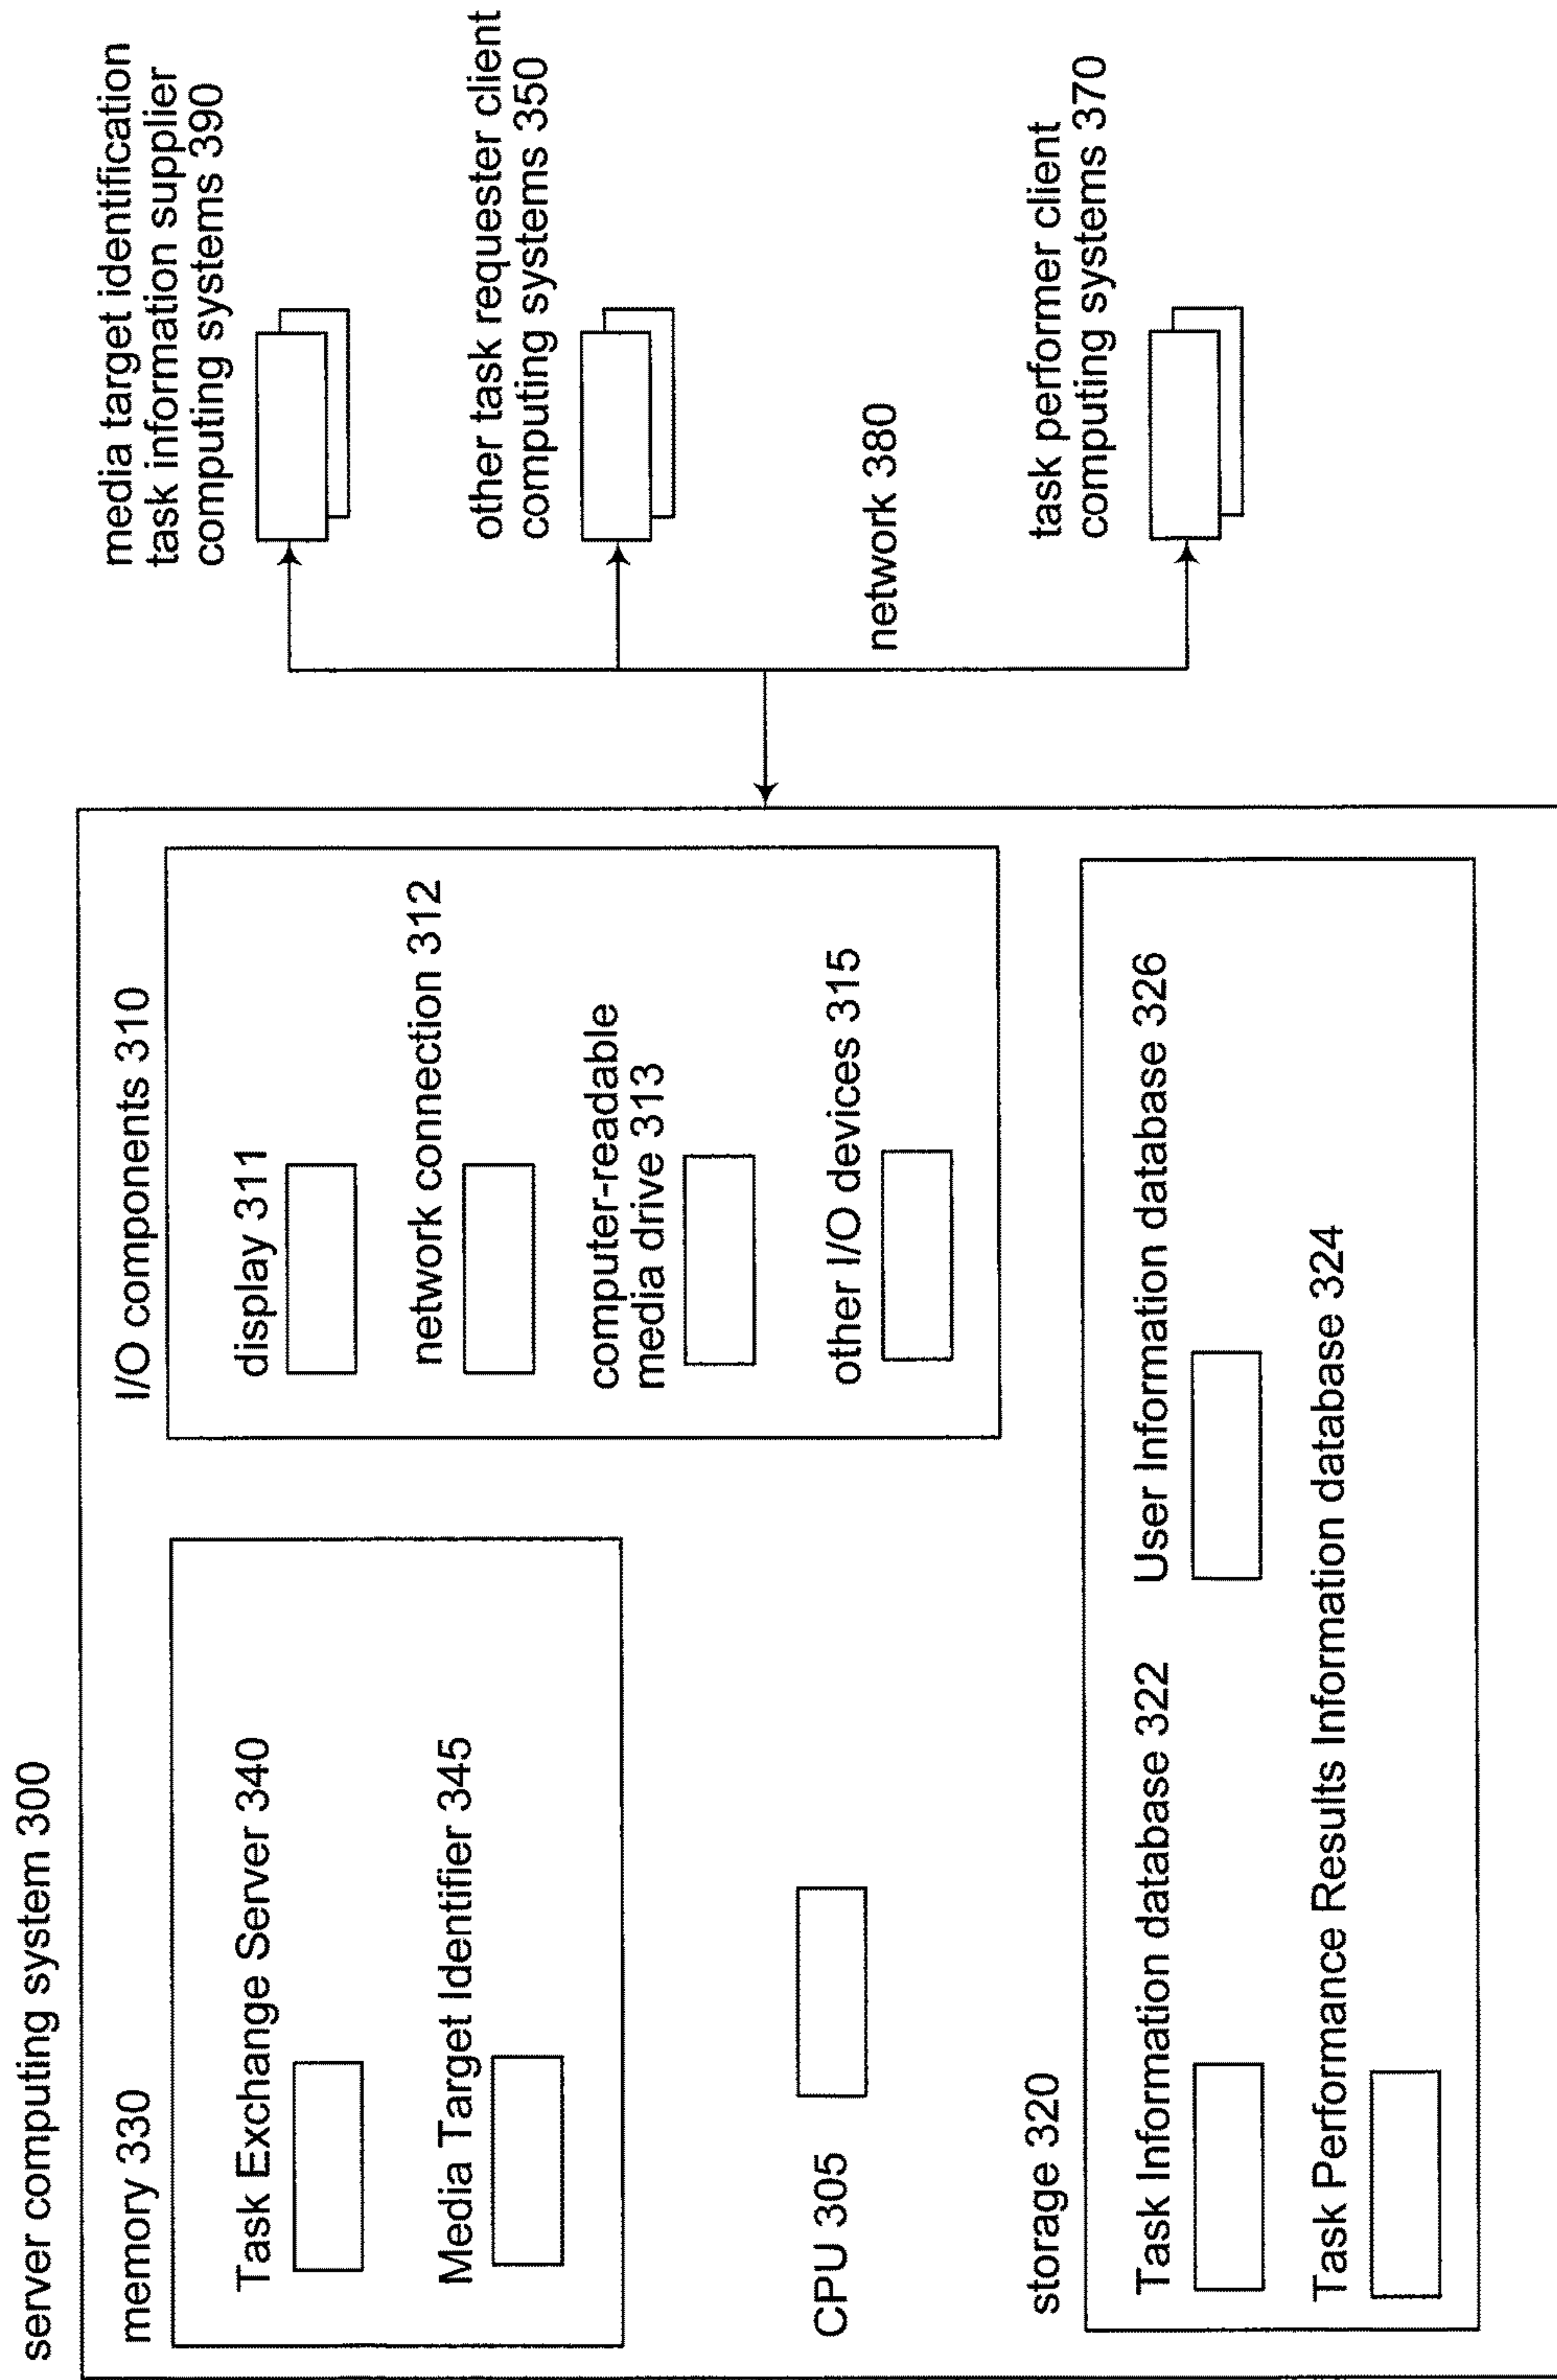 server computing system 300
memory 330
Task Exchange Server 340
Media Target Identifier 345
CPU 305
I/O components 310
display 311
network connection 312
computer-readable
media drive 313
other I/O devices 315
storage 320
Task Information database 322
User Information database 326
Task Performance Results Information database 324
media target identification
task information supplier
computing systems 390
other task requester client
computing systems 350
network 380
task performer client
computing systems 370